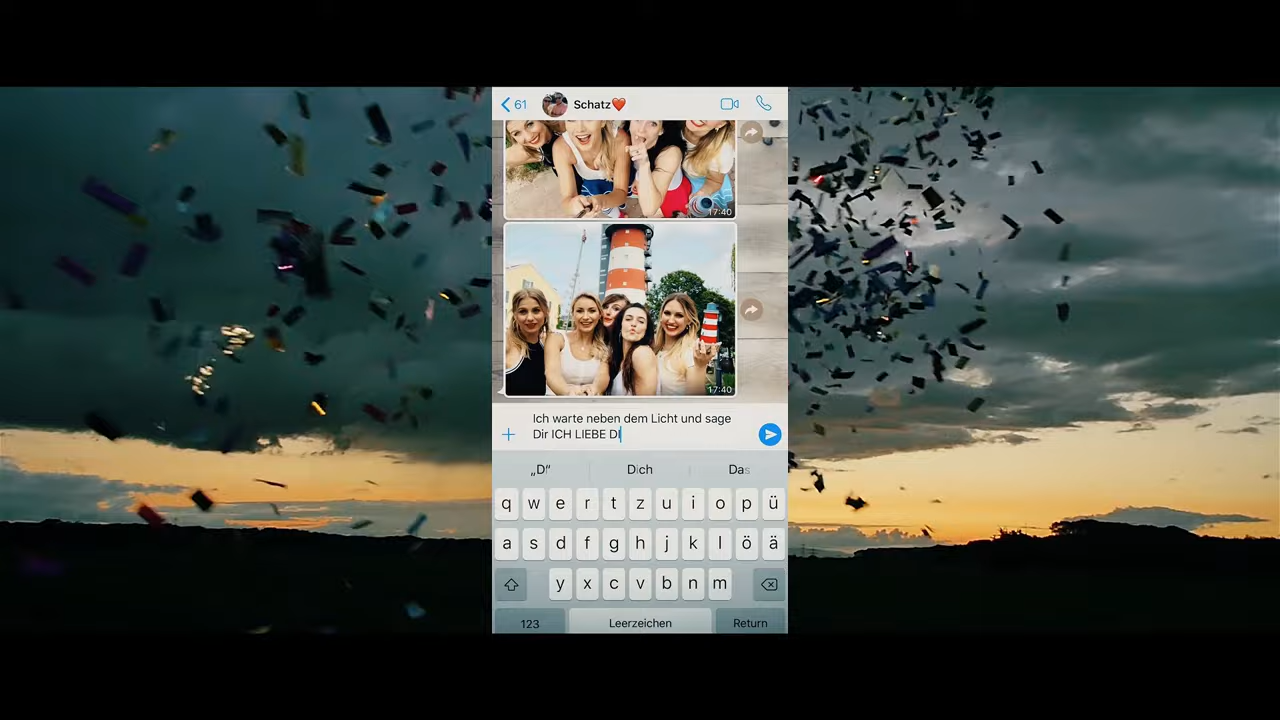 61 Schatz❤️
17:40
17:40
Ich warte neben dem Licht und sage
Dir ICH LIEBE DI
„DI“ Dich Das
q w e r t z u i o p ü
a s d f g h j k l ö ä
y x c v b n m
123 Leerzeichen Return